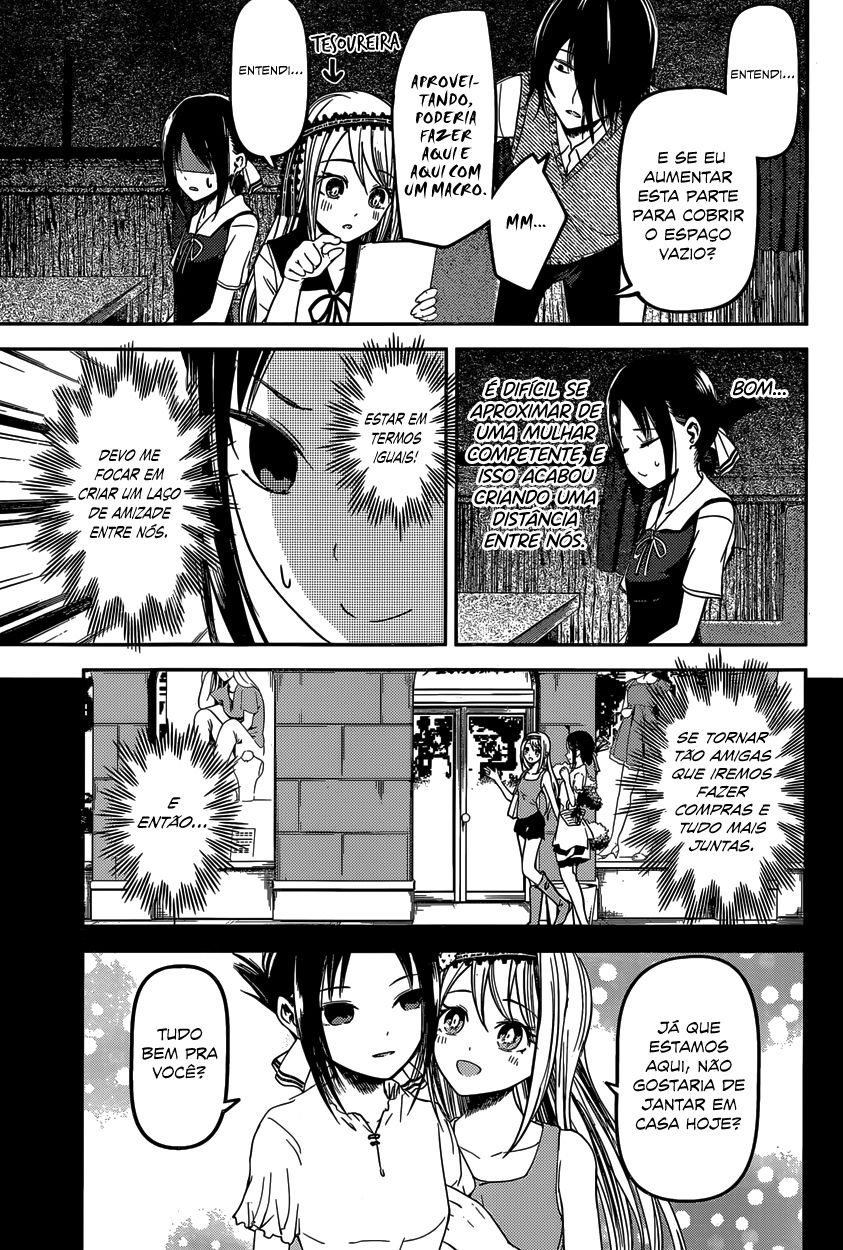 ENTENDI...
E SE EU
AUMENTAR
ESTA PARTE
PARA COBRIR
O ESPAÇO
VAZIO?
MM...
APROVEI-
TANDO,
PODERIA
FAZER
AQUI E
AQUI COM
UM MACRO.
TESOUREIRA
ENTENDI...
BOM...
É DIFÍCIL SE
APROXIMAR DE
UMA MULHAR
COMPETENTE, E
ISSO ACABOU
CRIANDO UMA
DISTÂNCIA
ENTRE NÓS.
ESTAR EM
TERMOS
IGUAIS!
DEVO ME
FOCAR EM
CRIAR UM LAÇO
DE AMIZADE
ENTRE NÓS.
SE TORNAR
TÃO AMIGAS
QUE IREMOS
FAZER
COMPRAS E
TUDO MAIS
JUNTAS.
E
ENTÃO...
JÁ QUE
ESTAMOS
AQUI, NÃO
GOSTARIA DE
JANTAR EM
CASA HOJE?
TUDO
BEM PRA
VOCÊ?